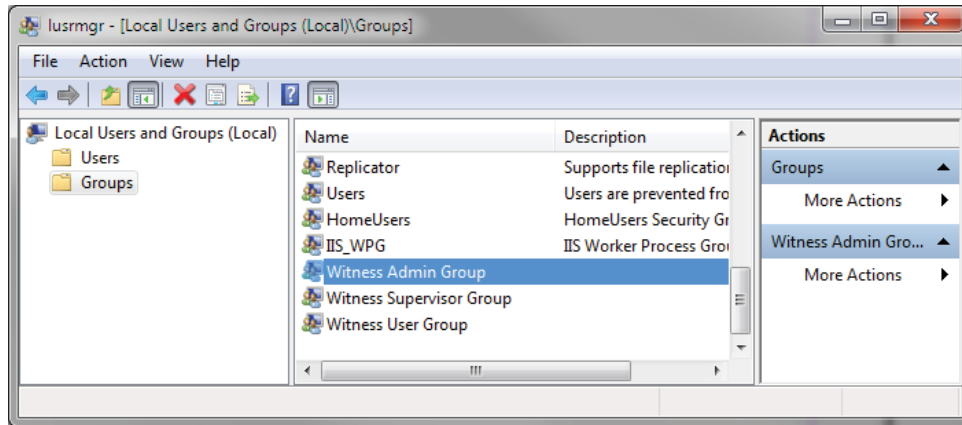 lusrmgr - [Local Users and Groups (Local)\Groups]
File Action View Help
Local Users and Groups (Local)
Users
Groups
Name Description
Replicator Supports file replication
Users Users are prevented fro
HomeUsers HomeUsers Security Gr
IIS_WPG IIS Worker Process Grou
Witness Admin Group
Witness Supervisor Group
Witness User Group
Actions
Groups
More Actions
Witness Admin Gro...
More Actions